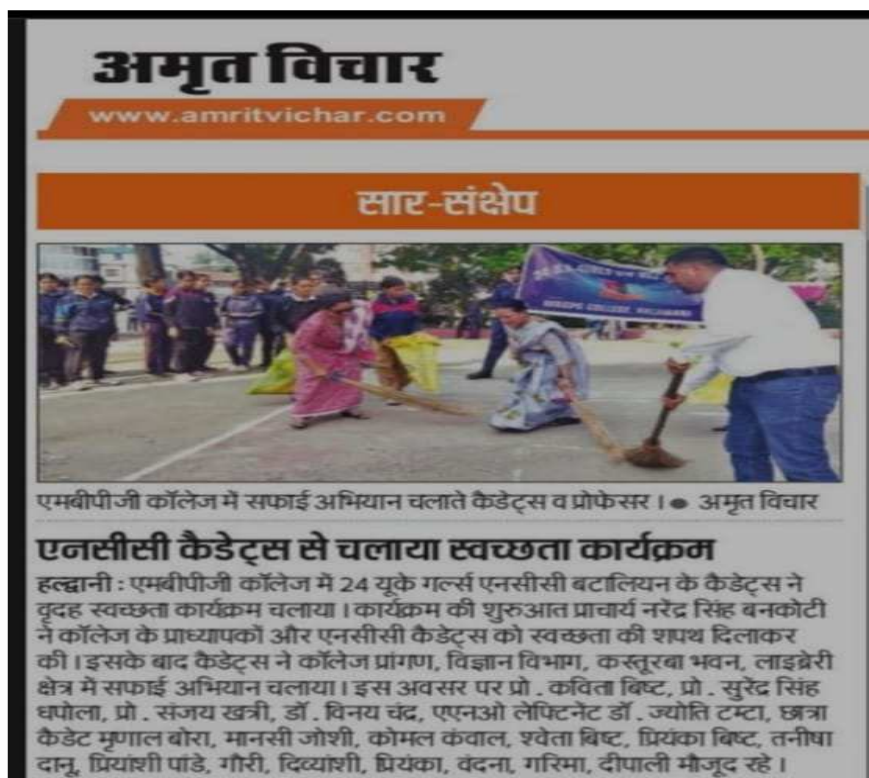 अमृत विचार
www.amritvichar.com
सार-संक्षेप
एमबीपीजी कॉलेज में सफाई अभियान चलाते कैडेट्स व प्रोफेसर । ● अमृत विचार
एनसीसी कैडेट्स से चलाया स्वच्छता कार्यक्रम
हल्द्वानी : एमबीपीजी कॉलेज में 24 यूके गर्ल्स एनसीसी बटालियन के कैडेट्स ने
वृदह स्वच्छता कार्यक्रम चलाया । कार्यक्रम की शुरुआत प्राचार्य नरेंद्र सिंह बनकोटी
ने कॉलेज के प्राध्यापकों और एनसीसी कैडेट्स को स्वच्छता की शपथ दिलाकर
की । इसके बाद कैडेट्स ने कॉलेज प्रांगण, विज्ञान विभाग, कस्तूरबा भवन, लाइब्रेरी
क्षेत्र में सफाई अभियान चलाया । इस अवसर पर प्रो . कविता बिष्ट, प्रो . सुरेंद्र सिंह
धपोला, प्रो . संजय खत्री, डॉ . विनय चंद्र, एएनओ लेफ्टिनेंट डॉ . ज्योति टम्टा, छात्रा
कैडेट मृणाल बोरा, मानसी जोशी, कोमल कंवाल, श्वेता बिष्ट, प्रियंका बिष्ट, तनीषा
दानू, प्रियांशी पांडे, गौरी, दिव्यांशी, प्रियंका, वंदना, गरिमा, दीपाली मौजूद रहे ।